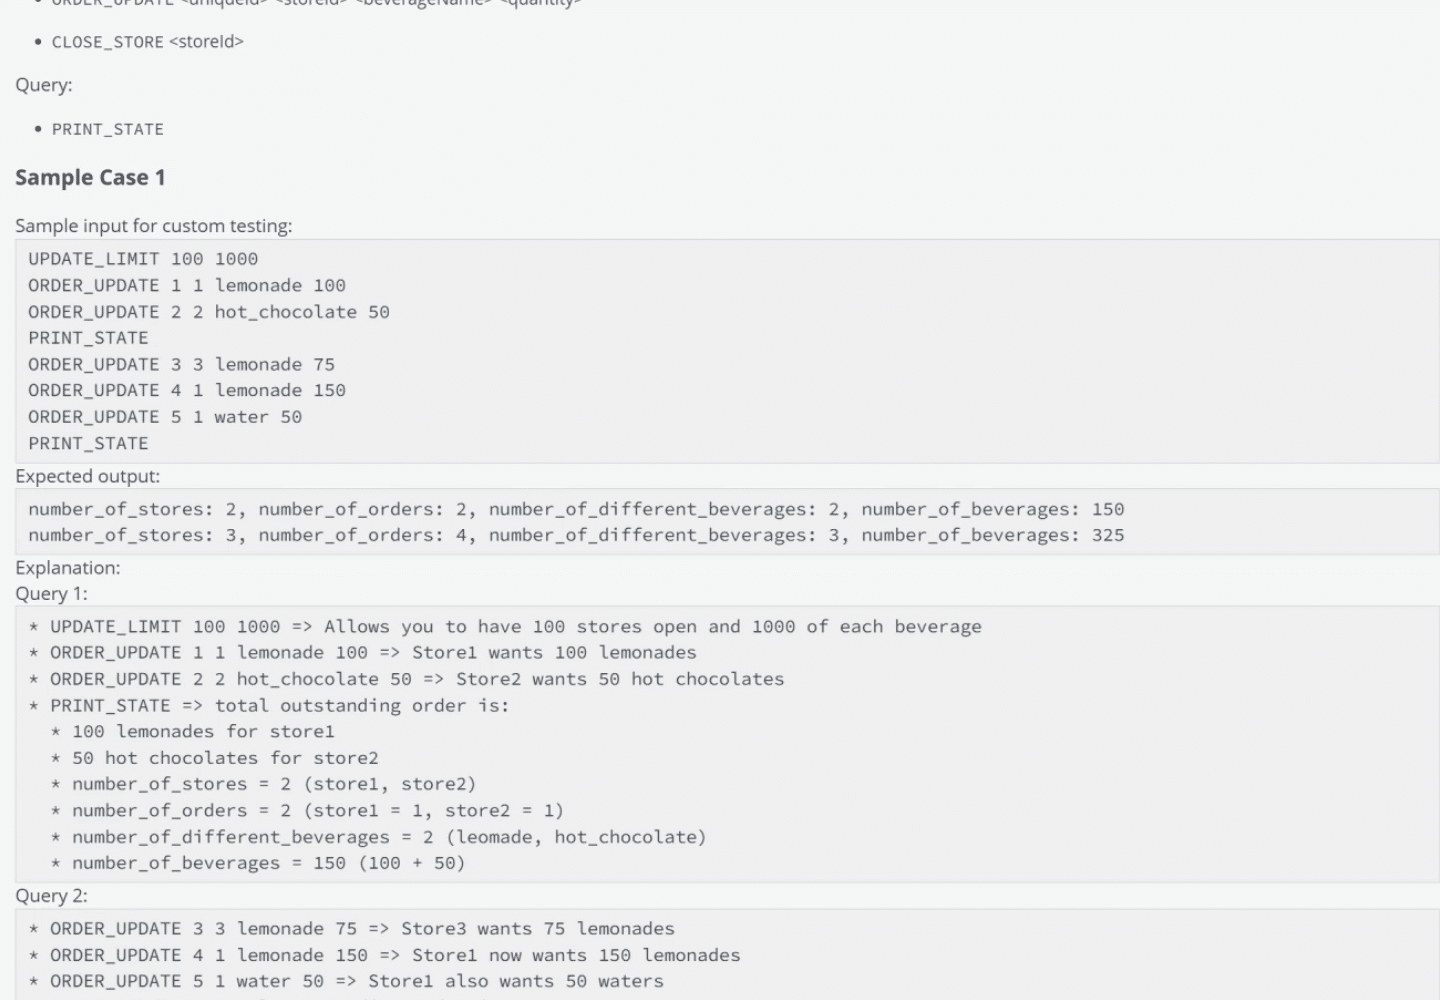 • ORDER_UPDATE <uniqueId> <storeId> <beverageName> <quantity>
• CLOSE_STORE <storeId>
Query:
• PRINT_STATE
Sample Case 1
Sample input for custom testing:
UPDATE_LIMIT 100 1000
ORDER_UPDATE 1 1 lemonade 100
ORDER_UPDATE 2 2 hot_chocolate 50
PRINT_STATE
ORDER_UPDATE 3 3 lemonade 75
ORDER_UPDATE 4 1 lemonade 150
ORDER_UPDATE 5 1 water 50
PRINT_STATE
Expected output:
number_of_stores: 2, number_of_orders: 2, number_of_different_beverages: 2, number_of_beverages: 150
number_of_stores: 3, number_of_orders: 4, number_of_different_beverages: 3, number_of_beverages: 325
Explanation:
Query 1:
* UPDATE_LIMIT 100 1000 => Allows you to have 100 stores open and 1000 of each beverage
* ORDER_UPDATE 1 1 lemonade 100 => Store1 wants 100 lemonades
* ORDER_UPDATE 2 2 hot_chocolate 50 => Store2 wants 50 hot chocolates
* PRINT_STATE => total outstanding order is:
* 100 lemonades for store1
* 50 hot chocolates for store2
* number_of_stores = 2 (store1, store2)
* number_of_orders = 2 (store1 = 1, store2 = 1)
* number_of_different_beverages = 2 (leomade, hot_chocolate)
* number_of_beverages = 150 (100 + 50)
Query 2:
* ORDER_UPDATE 3 3 lemonade 75 => Store3 wants 75 lemonades
* ORDER_UPDATE 4 1 lemonade 150 => Store1 now wants 150 lemonades
* ORDER_UPDATE 5 1 water 50 => Store1 also wants 50 waters